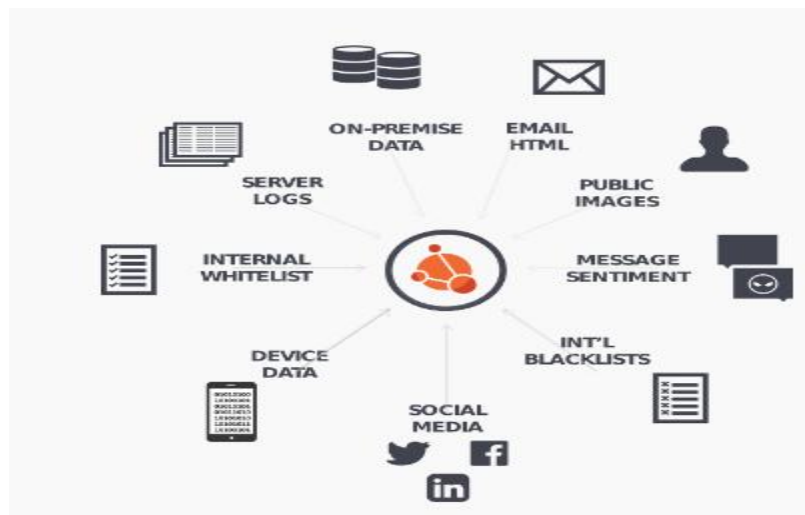 ON-PREMISE
DATA
EMAIL
HTML
SERVER
LOGS
PUBLIC
IMAGES
INTERNAL
WHITELIST
MESSAGE
SENTIMENT
DEVICE
DATA
INT'L
BLACKLISTS
SOCIAL
MEDIA
in